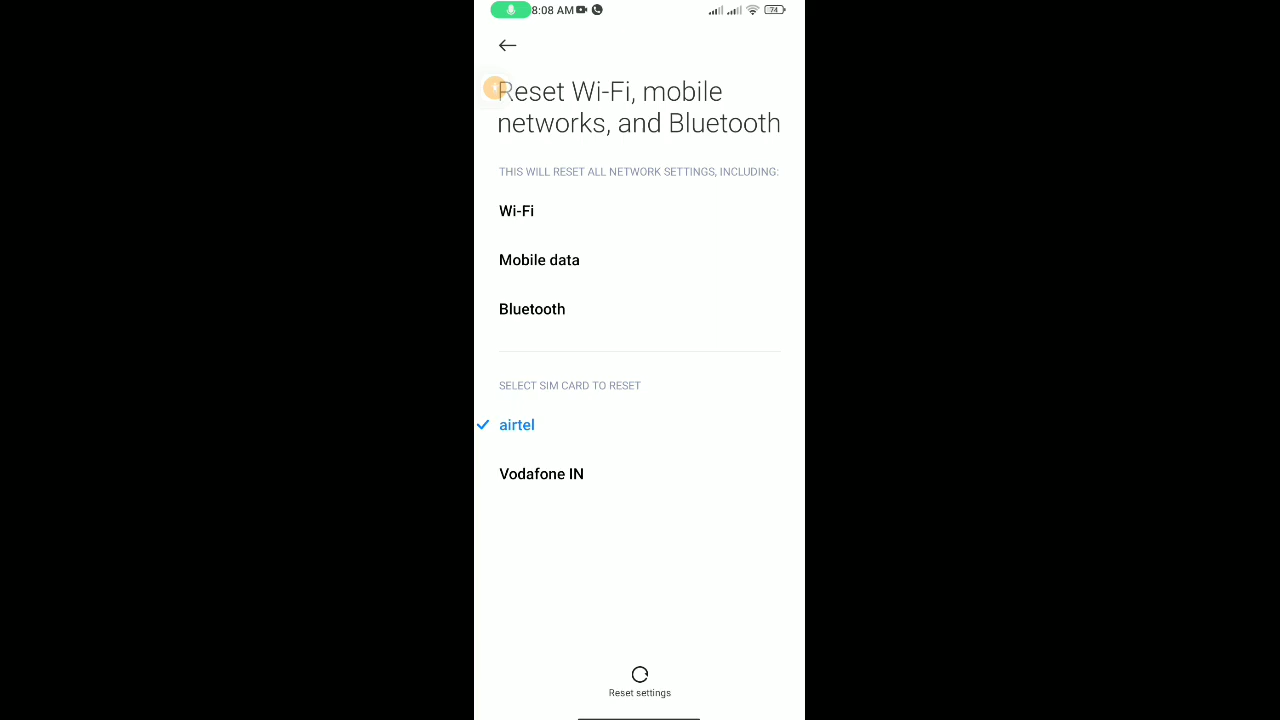 8:08 AM 74
Reset Wi-Fi, mobile
networks, and Bluetooth
THIS WILL RESET ALL NETWORK SETTINGS, INCLUDING:
Wi-Fi
Mobile data
Bluetooth
SELECT SIM CARD TO RESET
airtel
Vodafone IN
Reset settings